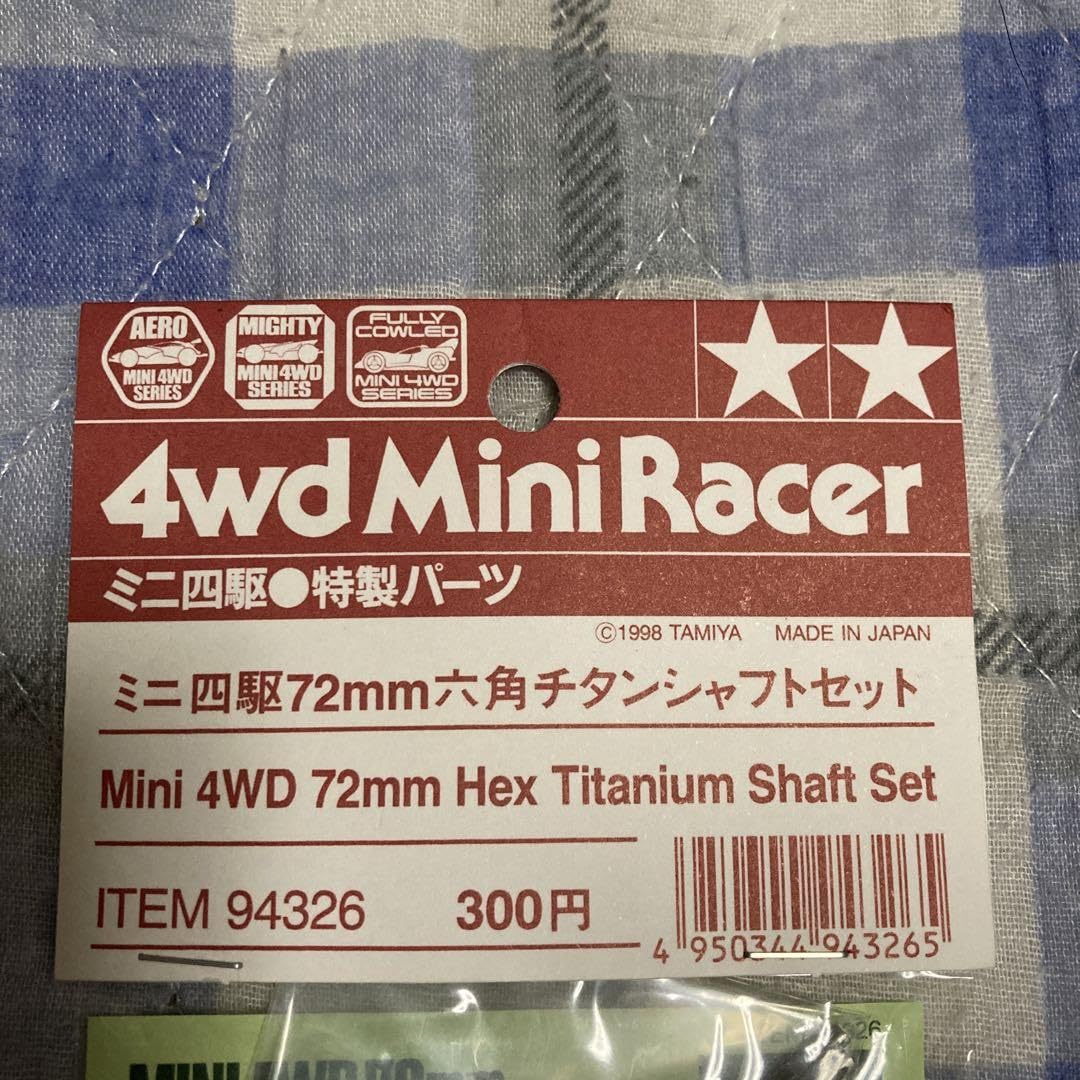 AERO
MINI 4WD
SERIES
MIGHTY
MINI 4WD
SERIES
FULLY
COWLED
MINI 4WD
SERIES
4wd Mini Racer
ミニ四駆●特製パーツ
©1998 TAMIYA MADE IN JAPAN
ミニ四駆72mm六角チタンシャフトセット
Mini 4WD 72mm Hex Titanium Shaft Set
ITEM 94326 300円
4 950344 943265
MINI 4WD 72mm